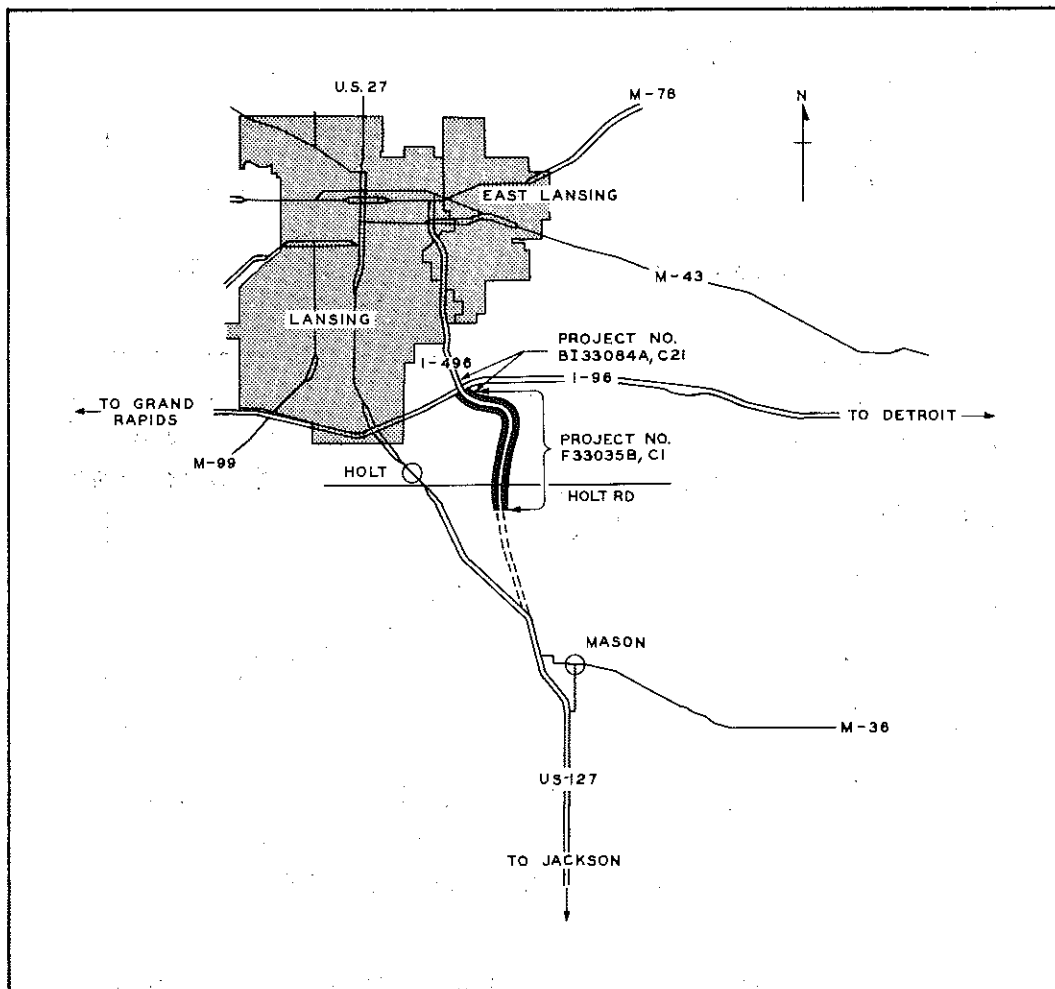 U.S. 27
M-78
N
EAST LANSING
M-43
LANSING
PROJECT NO.
BI33084A, C21
I-496
I-96
TO GRAND
RAPIDS
TO DETROIT
M-99
PROJECT NO.
F33035B, C1
HOLT
HOLT RD
MASON
M-36
US-127
TO JACKSON